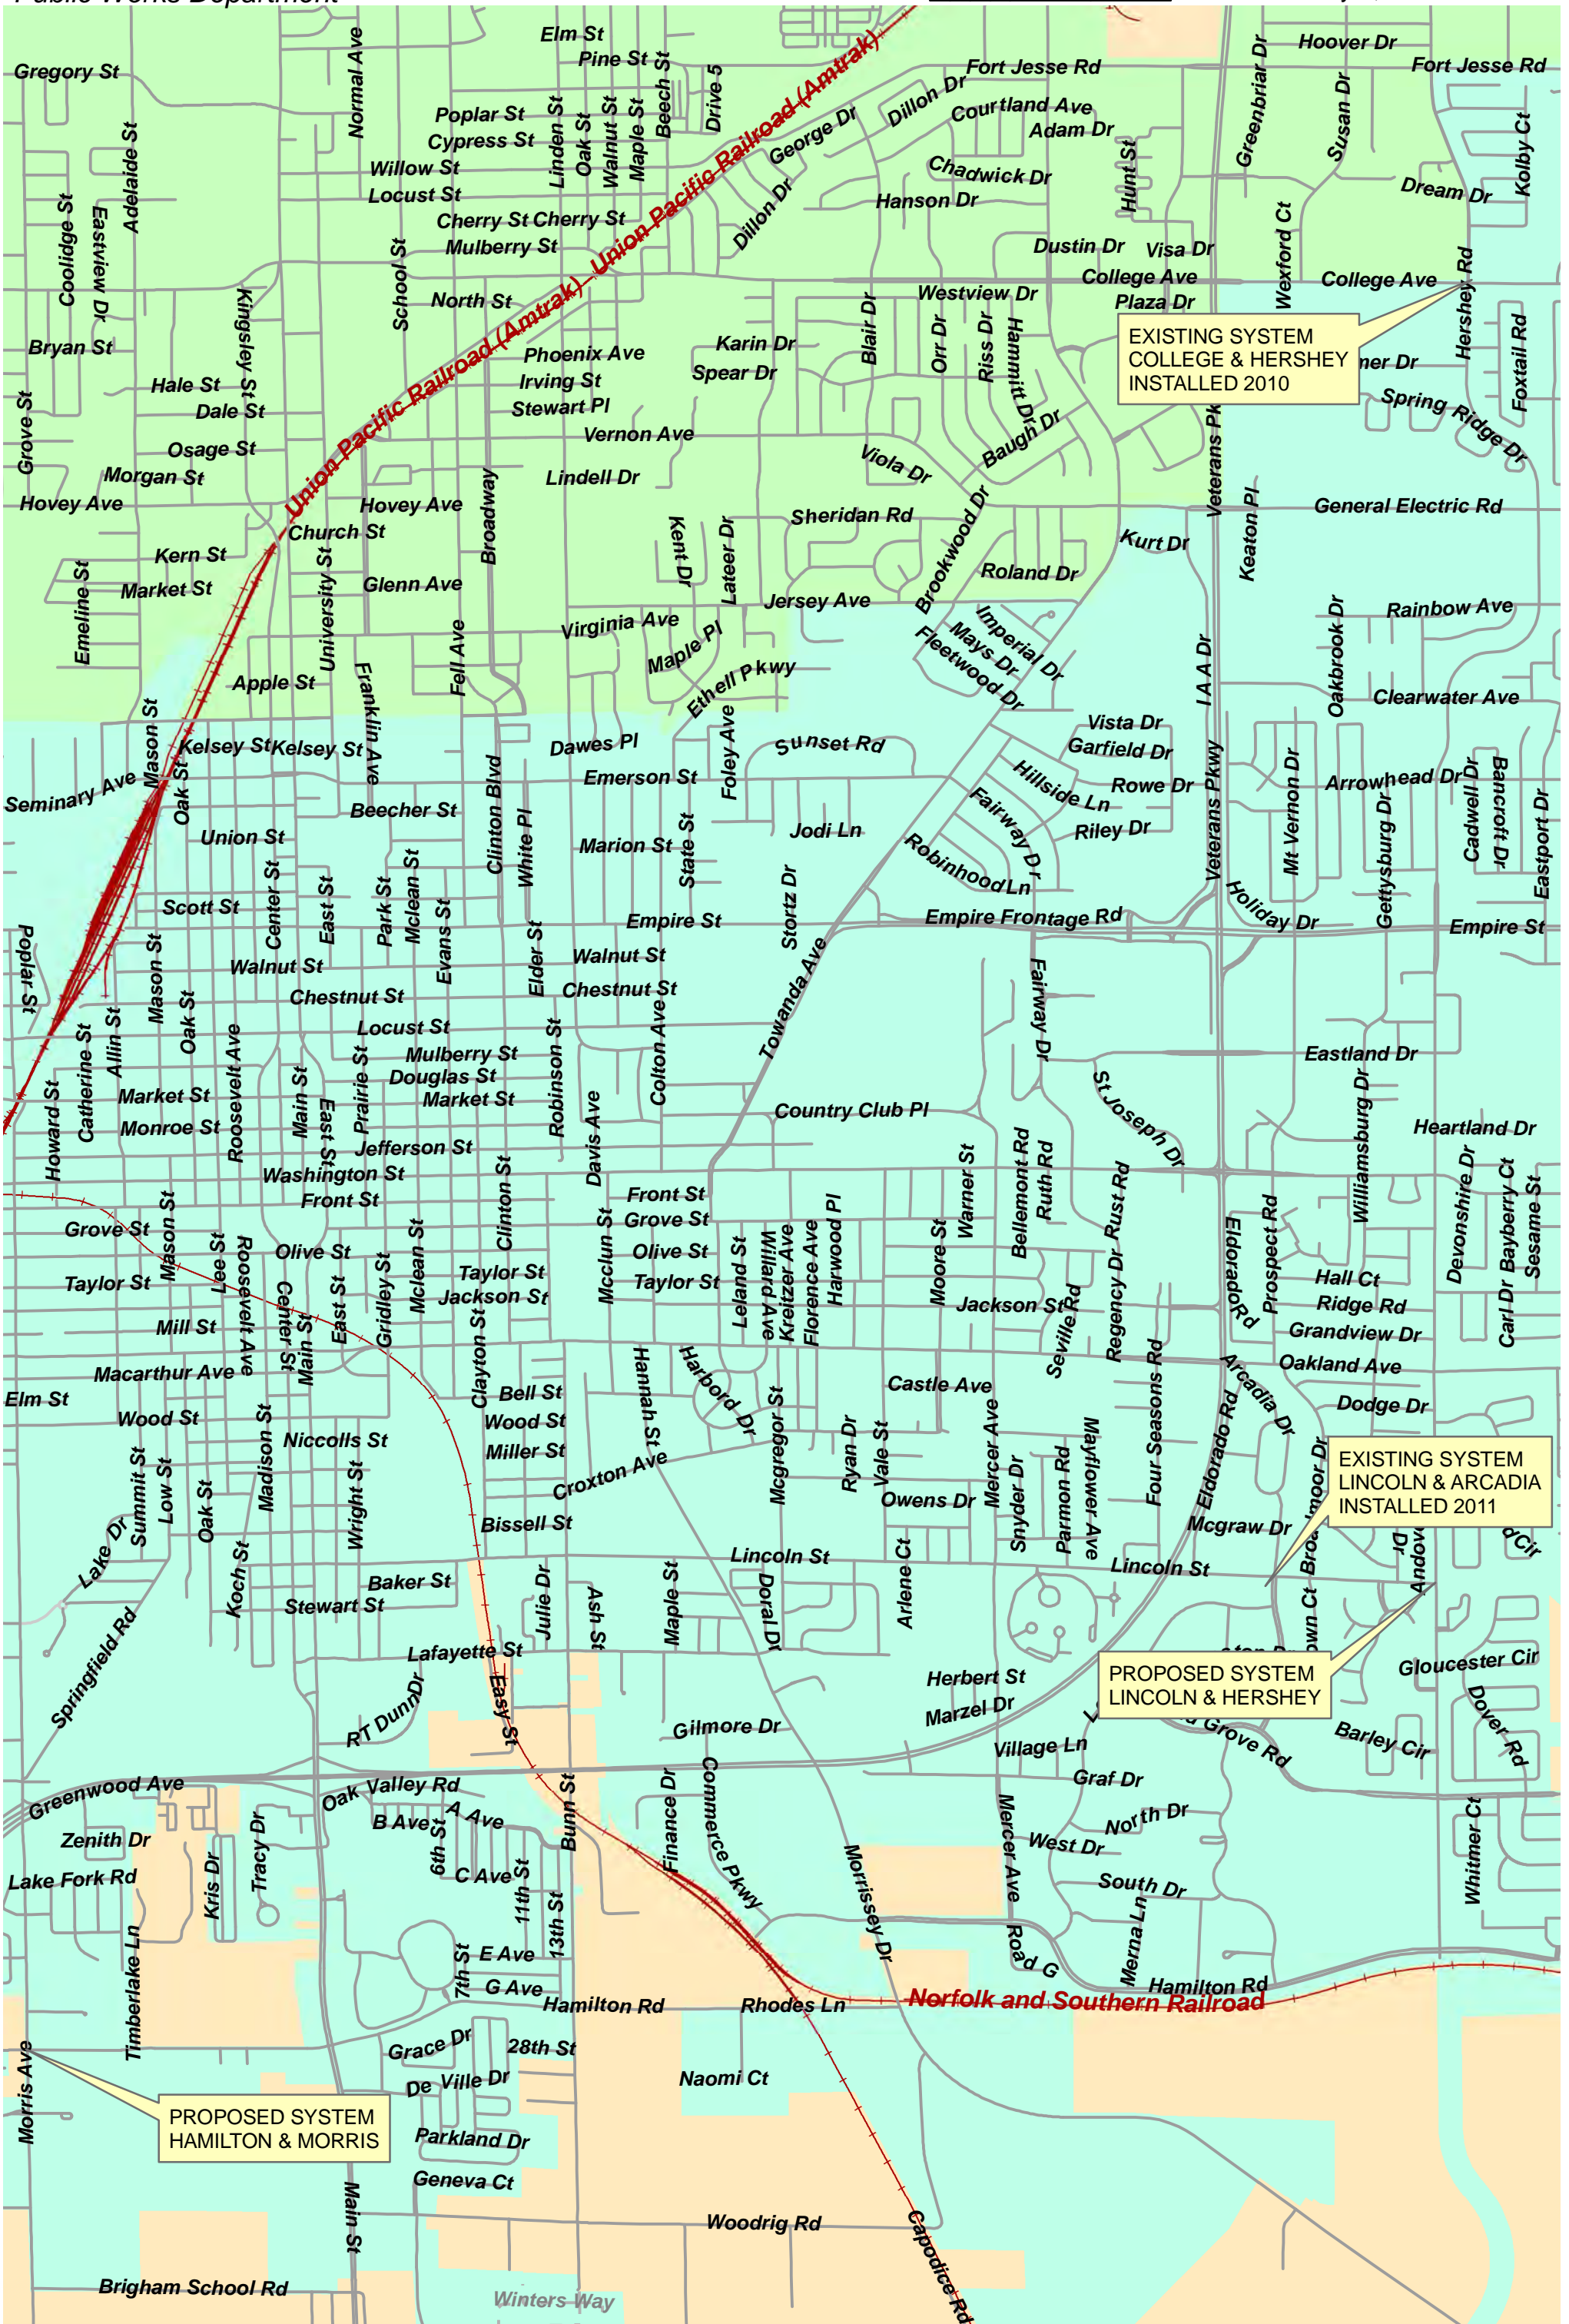 Public Works Department
Elm St
Hoover Dr
Pine St
Gregory St
Normal Ave
Fort Jesse Rd
Fort Jesse Rd
Greenbriar Dr
Susan Dr
Beech St
Drive 5
Dillon Dr
Courtland Ave
Adam Dr
Poplar St
Cypress St
Linden St
Oak St
Walnut St
Maple St
George Dr
Union Pacific Railroad (Amtrak)
Adelaide St
Willow St
Locust St
Chadwick Dr
Hunt St
Kolby Ct
Dream Dr
Hanson Dr
Coolidge St
Eastview Dr
Cherry St
Cherry St
Dillon Dr
Mulberry St
School St
Dustin Dr
Visa Dr
Wexford Ct
College Ave
College Ave
Hershey Rd
Kingsley St
North St
Westview Dr
Plaza Dr
Blair Dr
Orr Dr
Riss Dr
Hammitt Dr
EXISTING SYSTEM
COLLEGE & HERSHEY
INSTALLED 2010
mer Dr
Foxtail Rd
Bryan St
Union Pacific Railroad (Amtrak)
Phoenix Ave
Karin Dr
Irving St
Spear Dr
Hale St
Dale St
Stewart Pl
Spring Ridge Dr
Grove St
Vernon Ave
Baugh Dr
Veterans Pk
Osage St
Morgan St
Union Pacific Railroad (Amtrak)
Lindell Dr
Viola Dr
Hovey Ave
Hovey Ave
Broadway
General Electric Rd
Church St
Sheridan Rd
Brookwood Dr
Kurt Dr
Keaton Pl
Kern St
Kent Dr
Lateer Dr
Roland Dr
Market St
Emeline St
University St
Glenn Ave
Jersey Ave
Oakbrook Dr
Rainbow Ave
Virginia Ave
Maple Pl
Imperial Dr
Mays Dr
Fleetwood Dr
I A A Dr
Fell Ave
Apple St
Franklin Ave
Ethell Pkwy
Clearwater Ave
Mason St
Kelsey St
Kelsey St
Dawes Pl
Foley Ave
Sunset Rd
Vista Dr
Garfield Dr
Seminary Ave
Oak St
Emerson St
Hillside Ln
Rowe Dr
Veterans Pkwy
Mt Vernon Dr
Arrowhead Dr
Cadwell Dr
Bancroft Dr
Eastport Dr
Beecher St
Clinton Blvd
White Pl
Fairway Dr
Riley Dr
Gettysburg Dr
Union St
Marion St
State St
Jodi Ln
Robinhood Ln
Scott St
Center St
East St
Park St
Mclean St
Evans St
Stortz Dr
Holiday Dr
Poplar St
Empire St
Empire Frontage Rd
Empire St
Mason St
Walnut St
Elder St
Walnut St
Towanda Ave
Fairway Dr
Chestnut St
Chestnut St
Oak St
Allin St
Catherine St
Locust St
Colton Ave
Roosevelt Ave
Prairie St
Mulberry St
Robinson St
Eastland Dr
Howard St
Douglas St
Market St
Main St
Market St
Davis Ave
Country Club Pl
St Joseph Dr
Williamsburg Dr
Monroe St
East St
Heartland Dr
Jefferson St
Washington St
Clinton St
Warner St
Bellemont Rd
Ruth Rd
Devonshire Dr
Carl Dr Bayberry Ct
Sesame St
Front St
Front St
Grove St
Grove St
Mason St
Rust Rd
Regency Dr
Eldorado Rd
Prospect Rd
Lee St
Roosevelt Ave
Olive St
Mclean St
Mcclun St
Olive St
Leland St
Willard Ave
Kreitzer Ave
Florence Ave
Harwood Pl
Moore St
Taylor St
Taylor St
Taylor St
Hall Ct
Center St
Main St
East St
Gridley St
Jackson St
Jackson St
Seville Rd
Ridge Rd
Mill St
Clayton St
Grandview Dr
Macarthur Ave
Hannah St
Harbord Dr
Four Seasons Rd
Arcadia Dr
Oakland Ave
Elm St
Bell St
Castle Ave
Dodge Dr
Wood St
Madison St
Wood St
Mcgregor St
Ryan Dr
Vale St
Mercer Ave
Eldorado Rd
Niccolls St
Miller St
Snyder Dr
Parmon Rd
Mayflower Ave
Broadmoor Dr
EXISTING SYSTEM
LINCOLN & ARCADIA
INSTALLED 2011
Summit St
Low St
Oak St
Wright St
Croxton Ave
Owens Dr
Lake Dr
Bissell St
Mcgraw Dr
Dr
Andove
d Cir
Lincoln St
Lincoln St
Koch St
Baker St
Julie Dr
Ash St
Maple St
Doral Dr
Arlene Ct
own Ct
Stewart St
Springfield Rd
Lafayette St
PROPOSED SYSTEM
LINCOLN & HERSHEY
Gloucester Cir
Herbert St
Easy St
RT Dunn Dr
Marzel Dr
Dover Rd
Gilmore Dr
Grove Rd
Barley Cir
Village Ln
Greenwood Ave
Oak Valley Rd
Bunn St
Finance Dr
Commerce Pkwy
Graf Dr
A Ave
B Ave
Mercer Ave
North Dr
Whitmer Ct
Zenith Dr
Tracy Dr
6th St
Morrissey Dr
West Dr
Lake Fork Rd
Kris Dr
C Ave
11th St
South Dr
13th St
Merna Ln
Timberlake Ln
7th St
E Ave
Road G
G Ave
Hamilton Rd
Hamilton Rd
Rhodes Ln
Norfolk and Southern Railroad
Grace Dr
28th St
Morris Ave
De Ville Dr
Naomi Ct
PROPOSED SYSTEM
HAMILTON & MORRIS
Parkland Dr
Geneva Ct
Main St
Woodrig Rd
Capodice Rd
Brigham School Rd
Winters Way